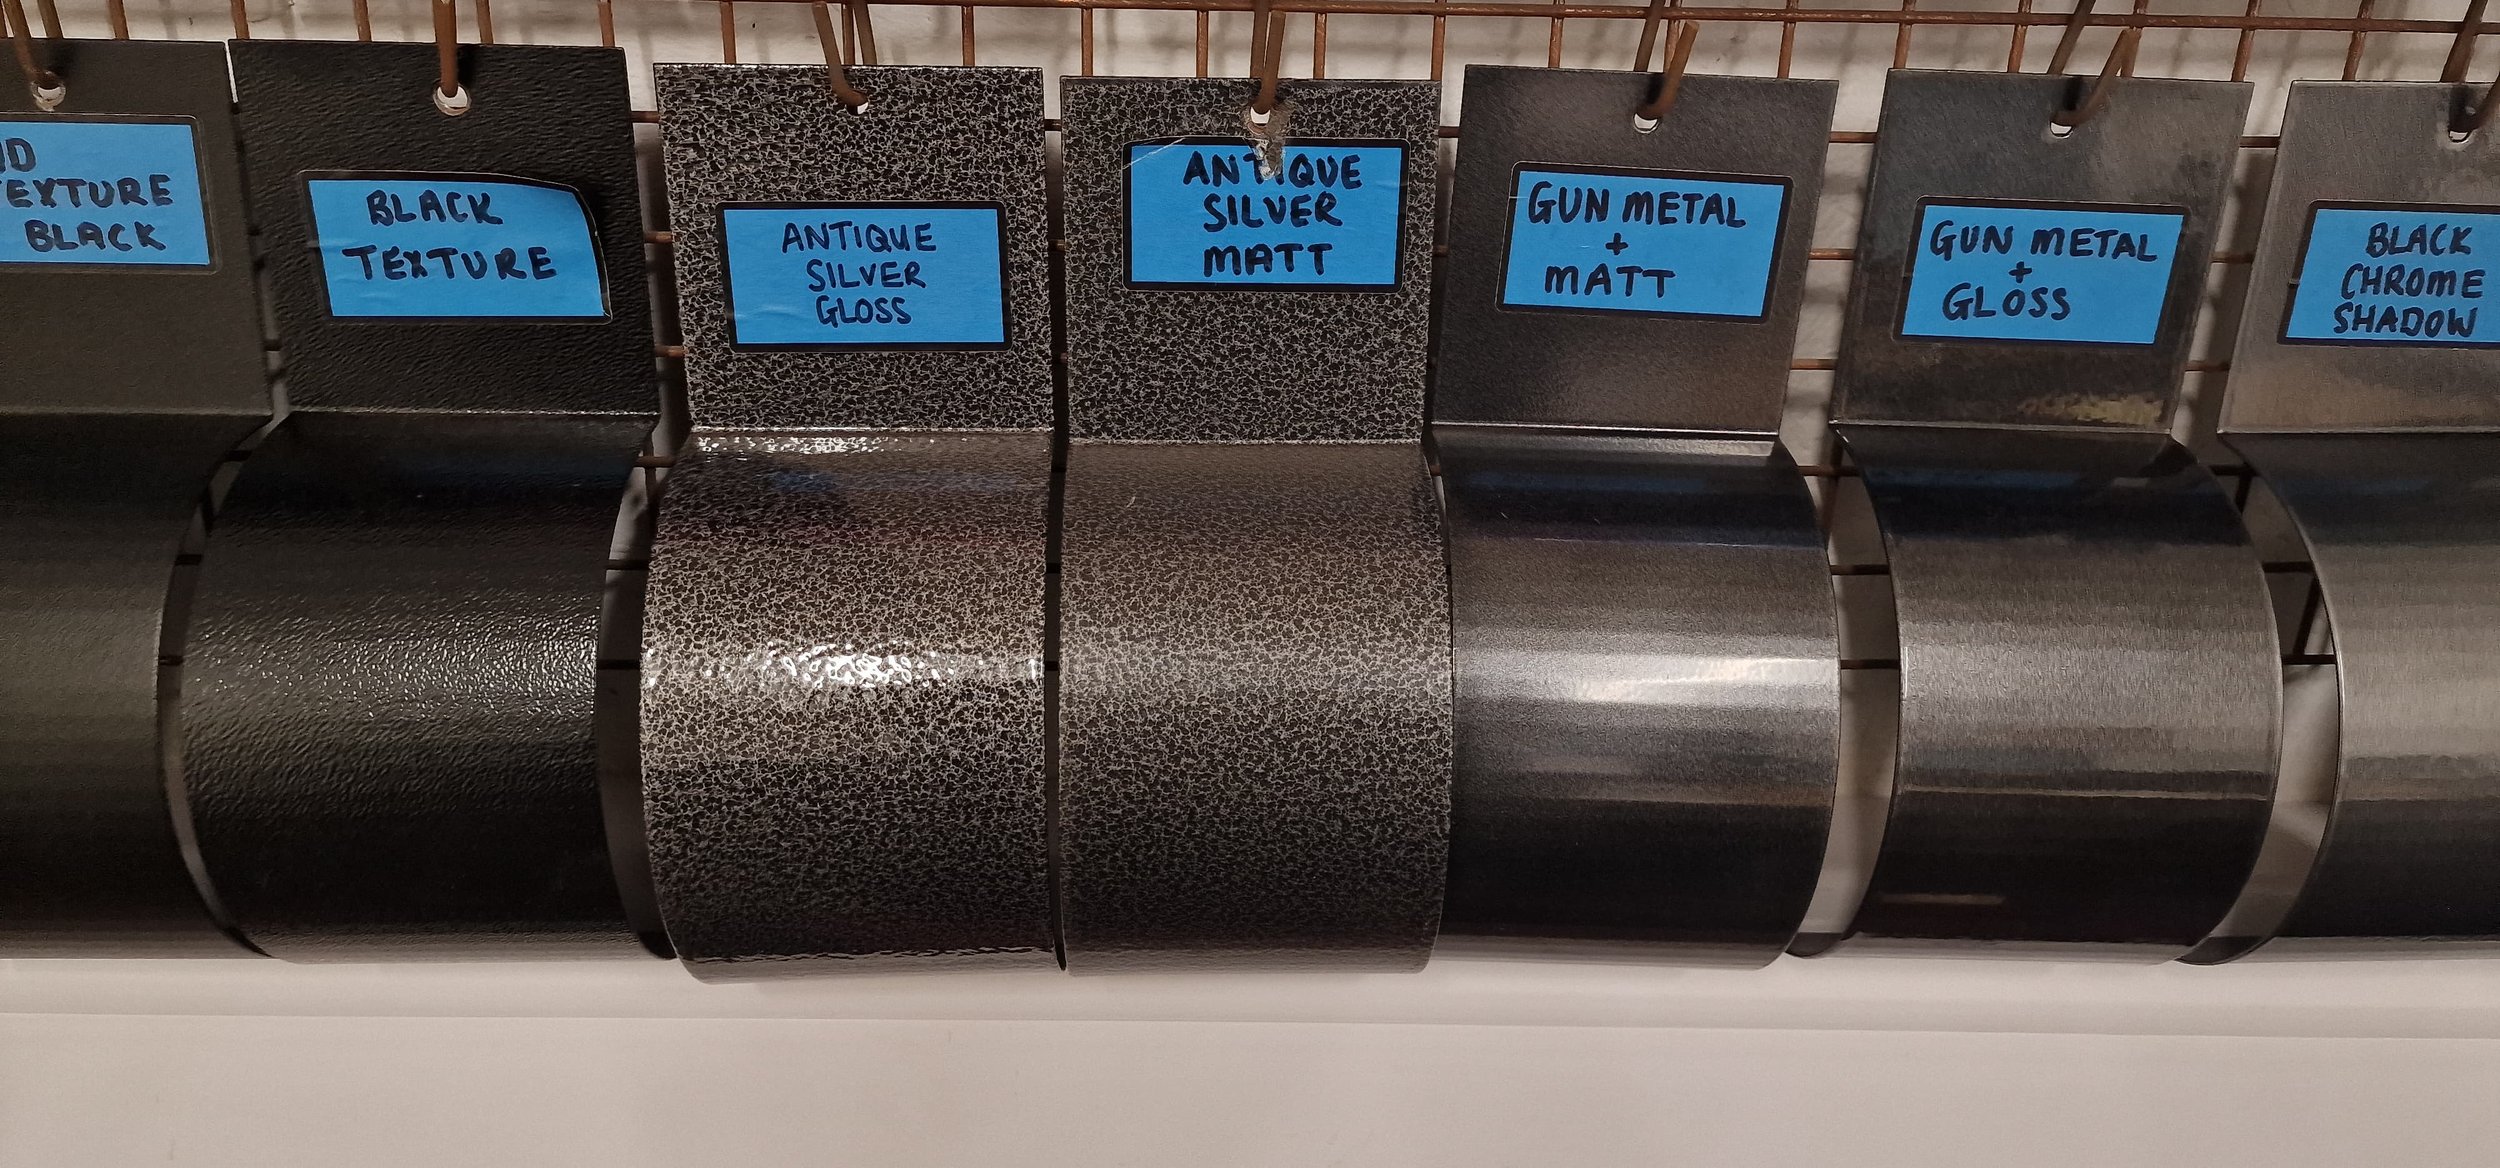 TEXTURE
BLACK
BLACK
TEXTURE
ANTIQUE
SILVER
GLOSS
ANTIQUE
SILVER
MATT
GUN METAL
+
MATT
GUN METAL
+
GLOSS
BLACK
CHROME
SHADOW